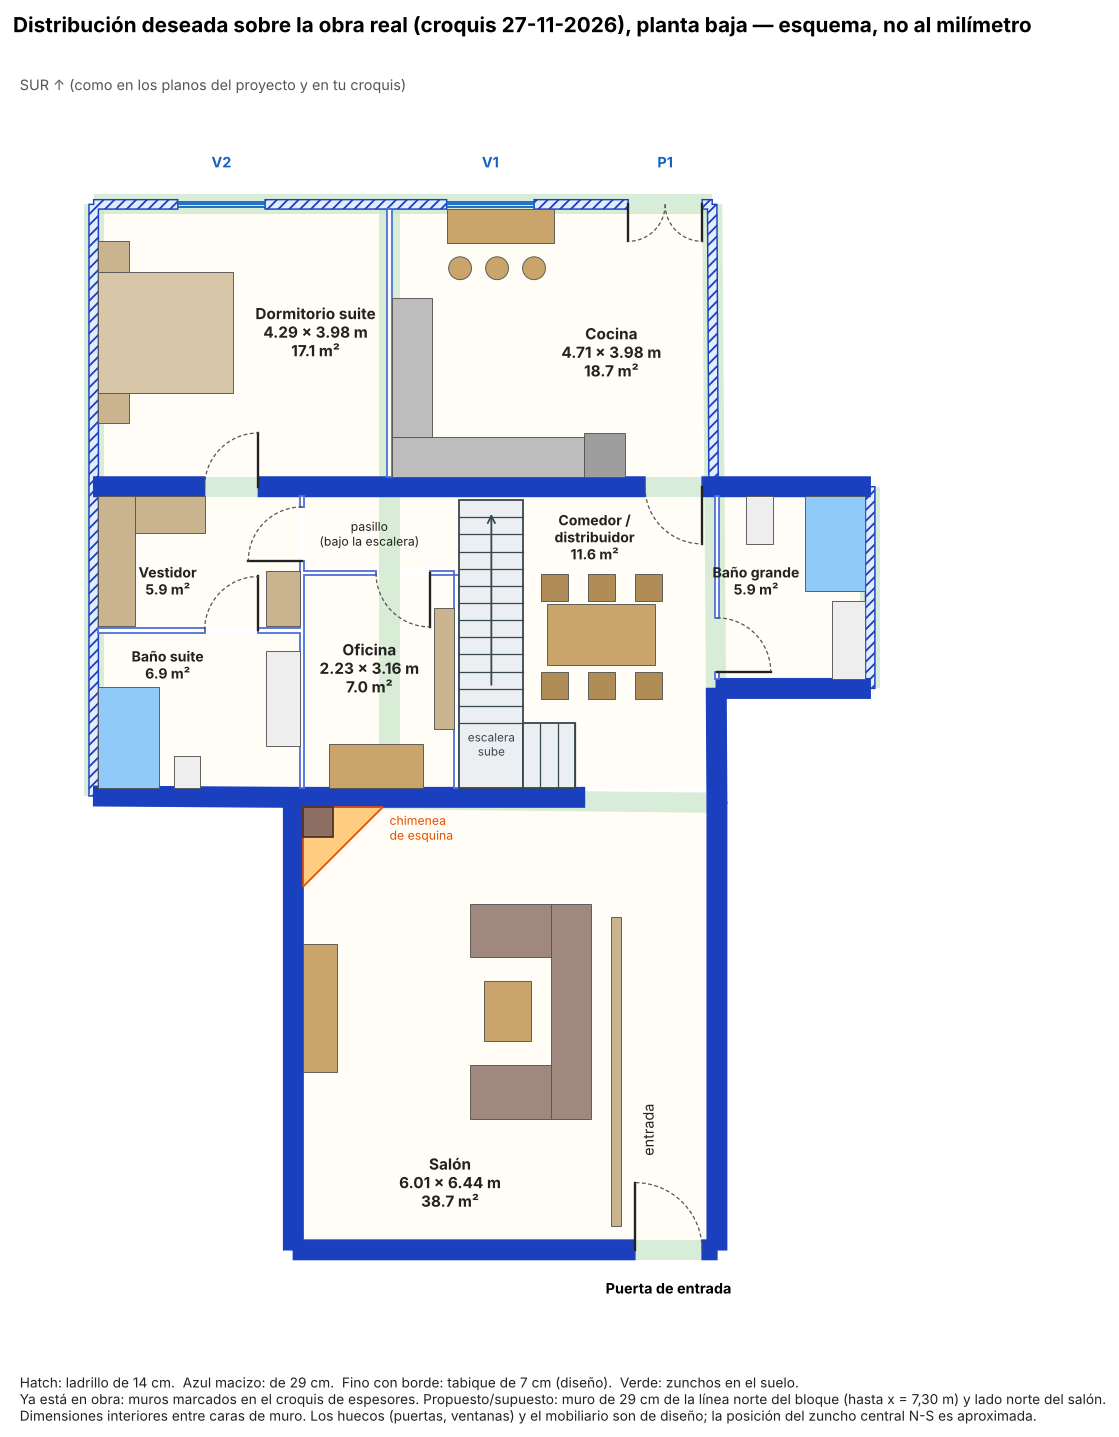 Distribución deseada sobre la obra real (croquis 27-11-2026), planta baja — esquema, no al milímetro
SUR ↑ (como en los planos del proyecto y en tu croquis)
V2
V1
P1
Dormitorio suite
4.29 × 3.98 m
17.1 m²
Cocina
4.71 × 3.98 m
18.7 m²
pasillo
(bajo la escalera)
Comedor /
distribuidor
11.6 m²
Vestidor
5.9 m²
Baño grande
5.9 m²
Baño suite
6.9 m²
Oficina
2.23 × 3.16 m
7.0 m²
escalera
sube
chimenea
de esquina
entrada
Salón
6.01 × 6.44 m
38.7 m²
Puerta de entrada
Hatch: ladrillo de 14 cm. Azul macizo: de 29 cm. Fino con borde: tabique de 7 cm (diseño). Verde: zunchos en el suelo.
Ya está en obra: muros marcados en el croquis de espesores. Propuesto/supuesto: muro de 29 cm de la línea norte del bloque (hasta x = 7,30 m) y lado norte del salón.
Dimensiones interiores entre caras de muro. Los huecos (puertas, ventanas) y el mobiliario son de diseño; la posición del zuncho central N-S es aproximada.